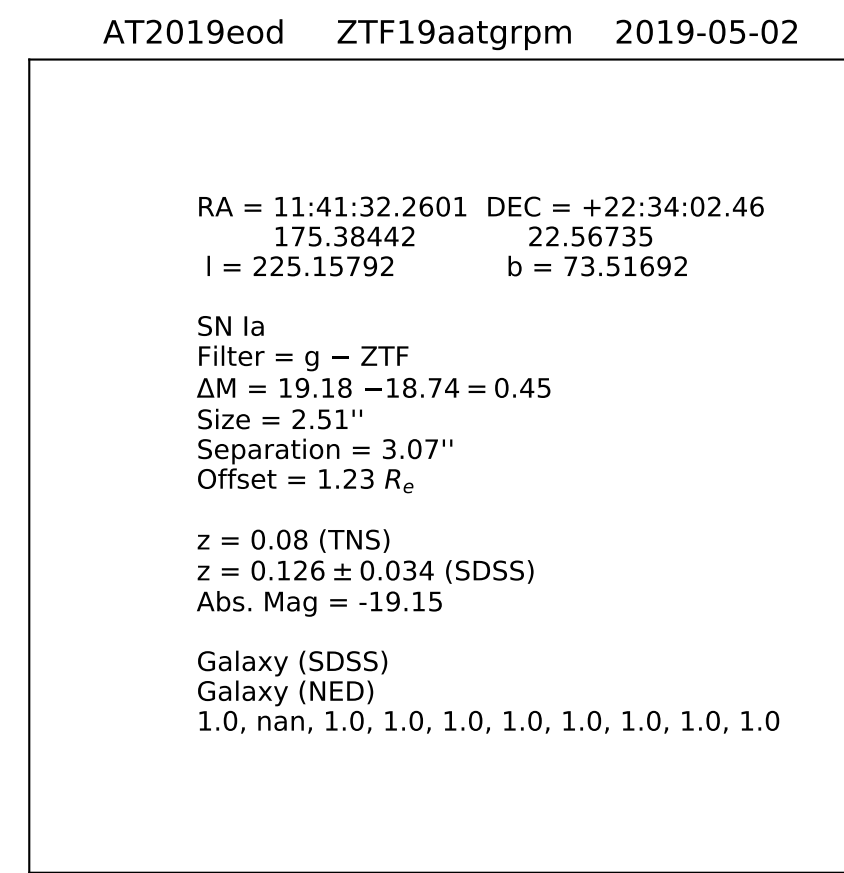 AT2019eod ZTF19aatgrpm 2019-05-02
RA = 11:41:32.2601 DEC = +22:34:02.46
175.38442 22.56735
l = 225.15792 b = 73.51692
SN Ia
Filter = g − ZTF
ΔM = 19.18 −18.74 = 0.45
Size = 2.51''
Separation = 3.07''
Offset = 1.23 Rₑ
z = 0.08 (TNS)
z = 0.126 ± 0.034 (SDSS)
Abs. Mag = -19.15
Galaxy (SDSS)
Galaxy (NED)
1.0, nan, 1.0, 1.0, 1.0, 1.0, 1.0, 1.0, 1.0, 1.0